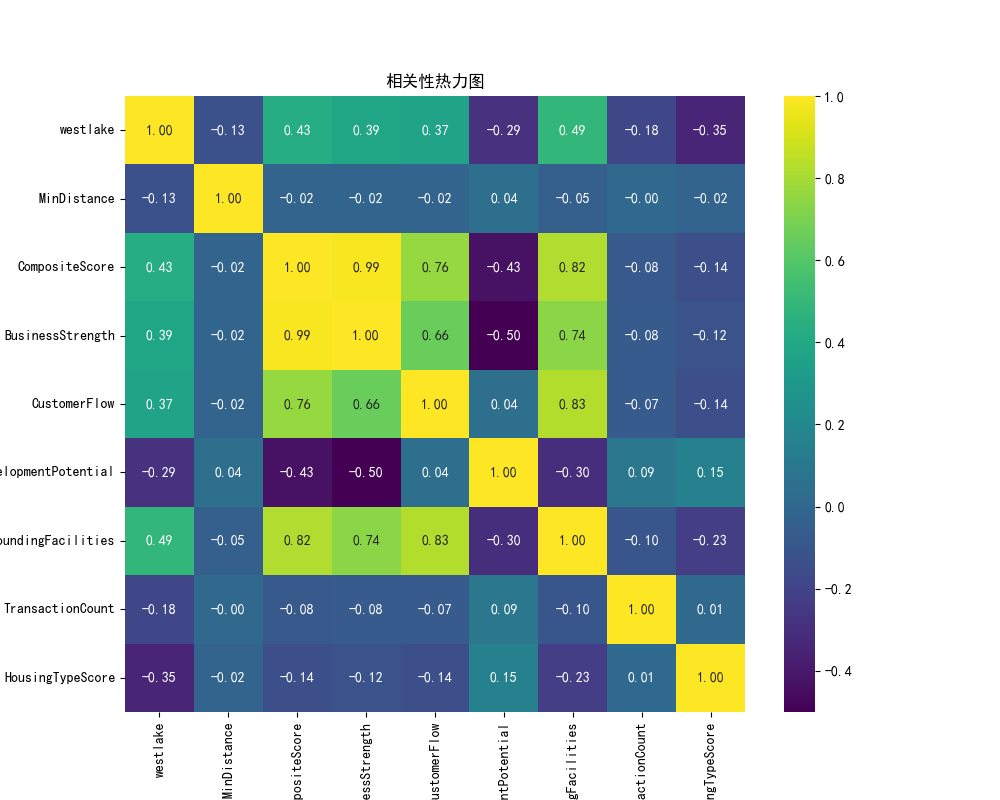 相关性热力图
westlake 1.00 -0.13 0.43 0.39 0.37 -0.29 0.49 -0.18 -0.35
MinDistance -0.13 1.00 -0.02 -0.02 -0.02 0.04 -0.05 -0.00 -0.02
CompositeScore 0.43 -0.02 1.00 0.99 0.76 -0.43 0.82 -0.08 -0.14
BusinessStrength 0.39 -0.02 0.99 1.00 0.66 -0.50 0.74 -0.08 -0.12
CustomerFlow 0.37 -0.02 0.76 0.66 1.00 0.04 0.83 -0.07 -0.14
elopmentPotential -0.29 0.04 -0.43 -0.50 0.04 1.00 -0.30 0.09 0.15
oundingFacilities 0.49 -0.05 0.82 0.74 0.83 -0.30 1.00 -0.10 -0.23
TransactionCount -0.18 -0.00 -0.08 -0.08 -0.07 0.09 -0.10 1.00 0.01
HousingTypeScore -0.35 -0.02 -0.14 -0.12 -0.14 0.15 -0.23 0.01 1.00
westlake
MinDistance
positeScore
essStrength
ustomerFlow
ntPotential
gFacilities
actionCount
ngTypeScore
1.0
0.8
0.6
0.4
0.2
0.0
-0.2
-0.4